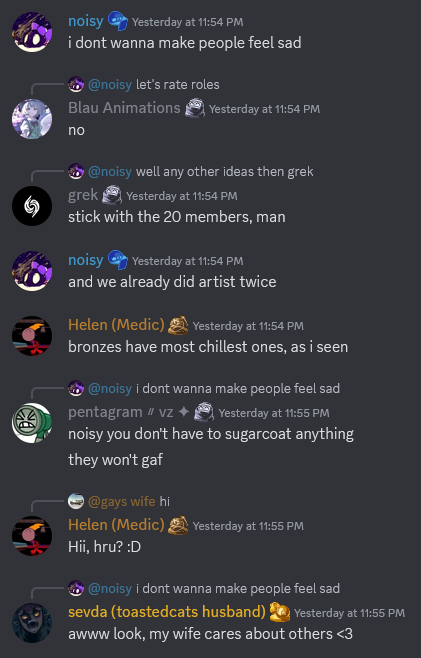 noisy Yesterday at 11:54 PM
i dont wanna make people feel sad
@noisy let's rate roles
Blau Animations Yesterday at 11:54 PM
no
@noisy well any other ideas then grek
grek Yesterday at 11:54 PM
stick with the 20 members, man
noisy Yesterday at 11:54 PM
and we already did artist twice
Helen (Medic) Yesterday at 11:54 PM
bronzes have most chillest ones, as i seen
@noisy i dont wanna make people feel sad
pentagram〃vz ✦ Yesterday at 11:55 PM
noisy you don't have to sugarcoat anything
they won't gaf
@gays wife hi
Helen (Medic) Yesterday at 11:55 PM
Hii, hru? :D
@noisy i dont wanna make people feel sad
sevda (toastedcats husband) Yesterday at 11:55 PM
awww look, my wife cares about others <3